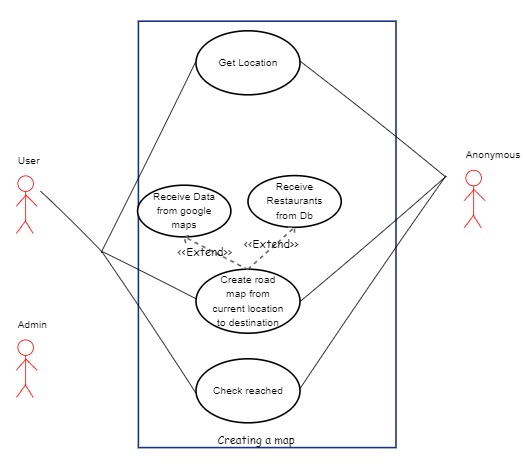 Get Location
User
Anonymous
Receive Data
from google
maps
Receive
Restaurants
from Db
<<Extend>>
<<Extend>>
Create road
map from
current location
to destination
Admin
Check reached
Creating a map